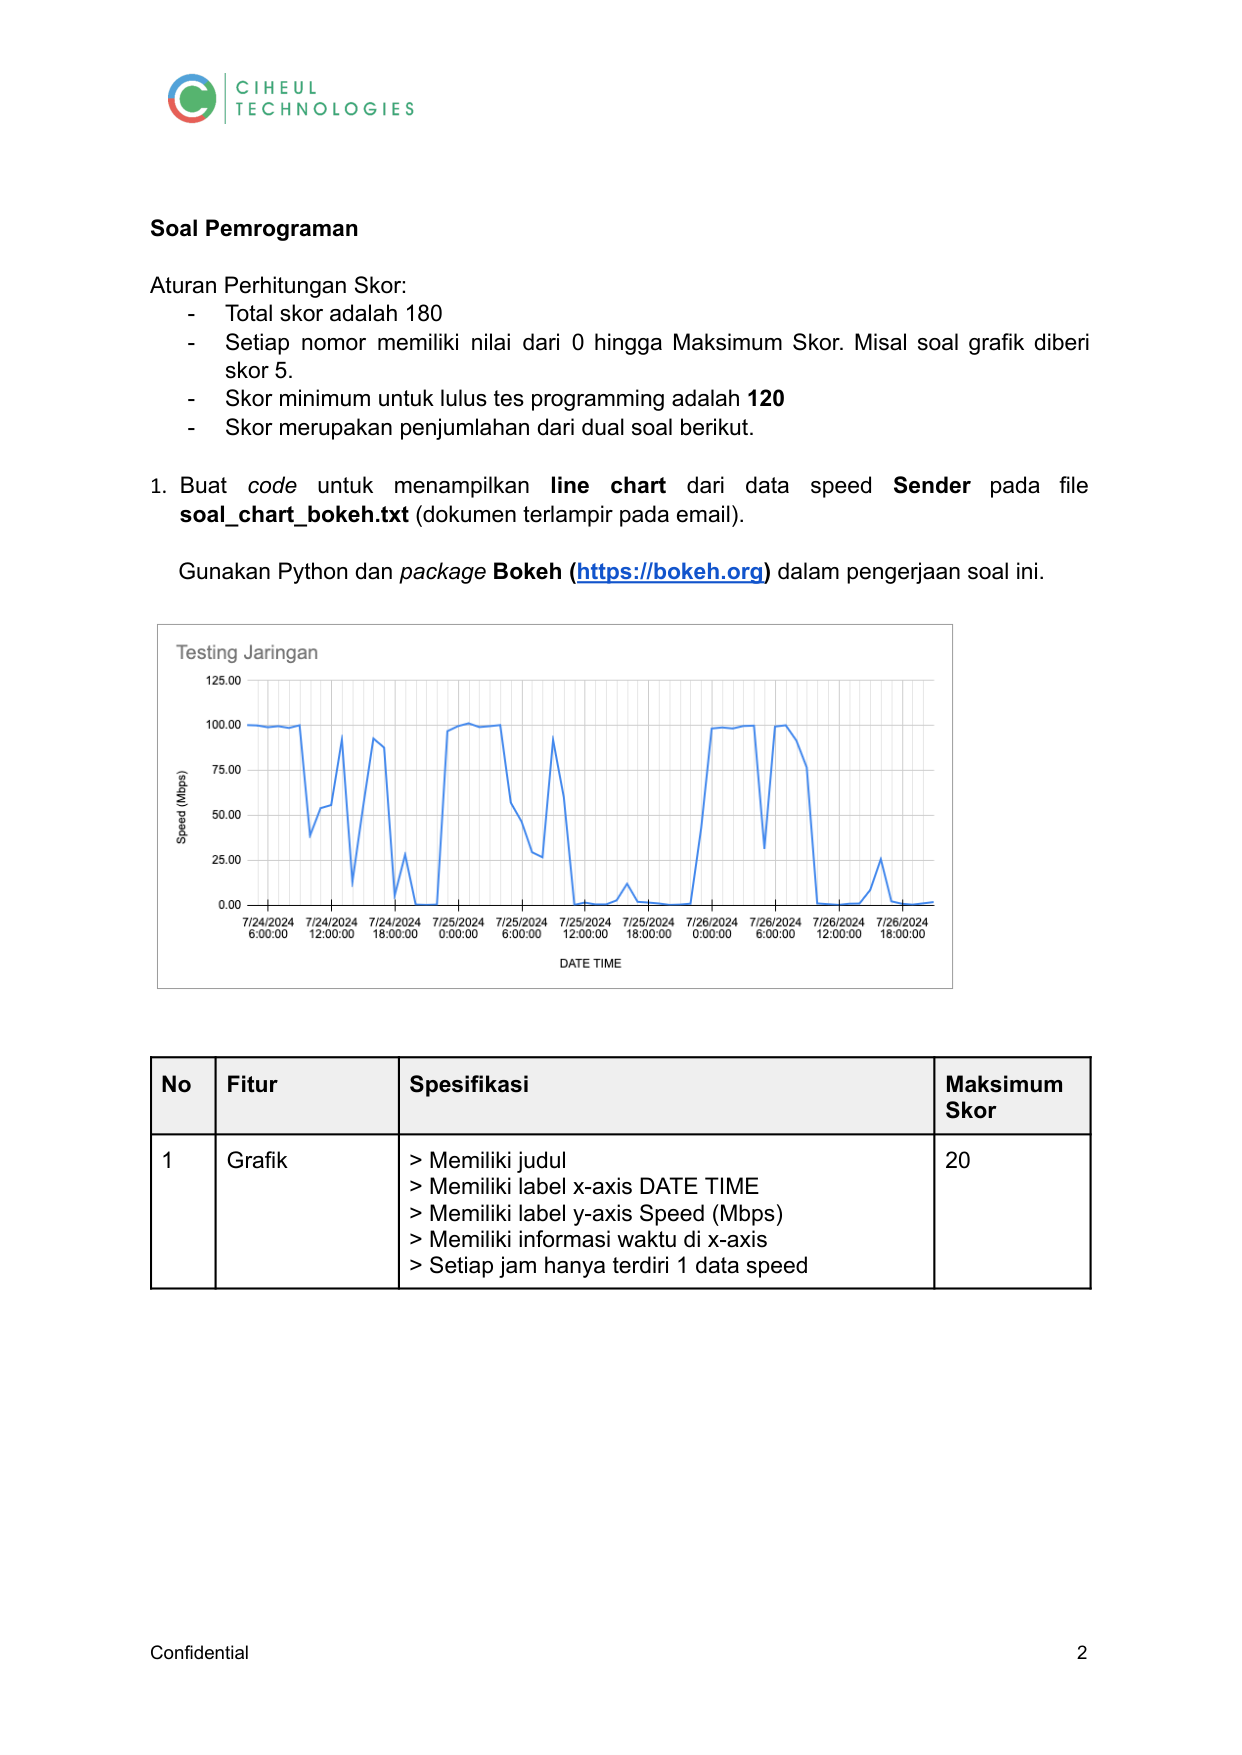 CIHEUL
TECHNOLOGIES
Soal Pemrograman
Aturan Perhitungan Skor:
- Total skor adalah 180
- Setiap nomor memiliki nilai dari 0 hingga Maksimum Skor. Misal soal grafik diberi
skor 5.
- Skor minimum untuk lulus tes programming adalah 120
- Skor merupakan penjumlahan dari dual soal berikut.
1. Buat code untuk menampilkan line chart dari data speed Sender pada file
soal_chart_bokeh.txt (dokumen terlampir pada email).
Gunakan Python dan package Bokeh (https://bokeh.org) dalam pengerjaan soal ini.
Testing Jaringan
125.00
100.00
75.00
50.00
25.00
0.00
Speed (Mbps)
7/24/2024 7/24/2024 7/24/2024 7/25/2024 7/25/2024 7/25/2024 7/25/2024 7/26/2024 7/26/2024 7/26/2024 7/26/2024
6:00:00 12:00:00 18:00:00 0:00:00 6:00:00 12:00:00 18:00:00 0:00:00 6:00:00 12:00:00 18:00:00
DATE TIME
No Fitur Spesifikasi Maksimum
Skor
1 Grafik > Memiliki judul 20
> Memiliki label x-axis DATE TIME
> Memiliki label y-axis Speed (Mbps)
> Memiliki informasi waktu di x-axis
> Setiap jam hanya terdiri 1 data speed
Confidential 2